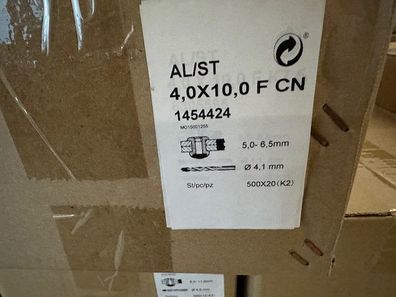 AL/ST
4,0X10,0 F CN
1454424
5,0- 6,5mm
Ø 4,1 mm
St/pc/pz
500X20(K2)